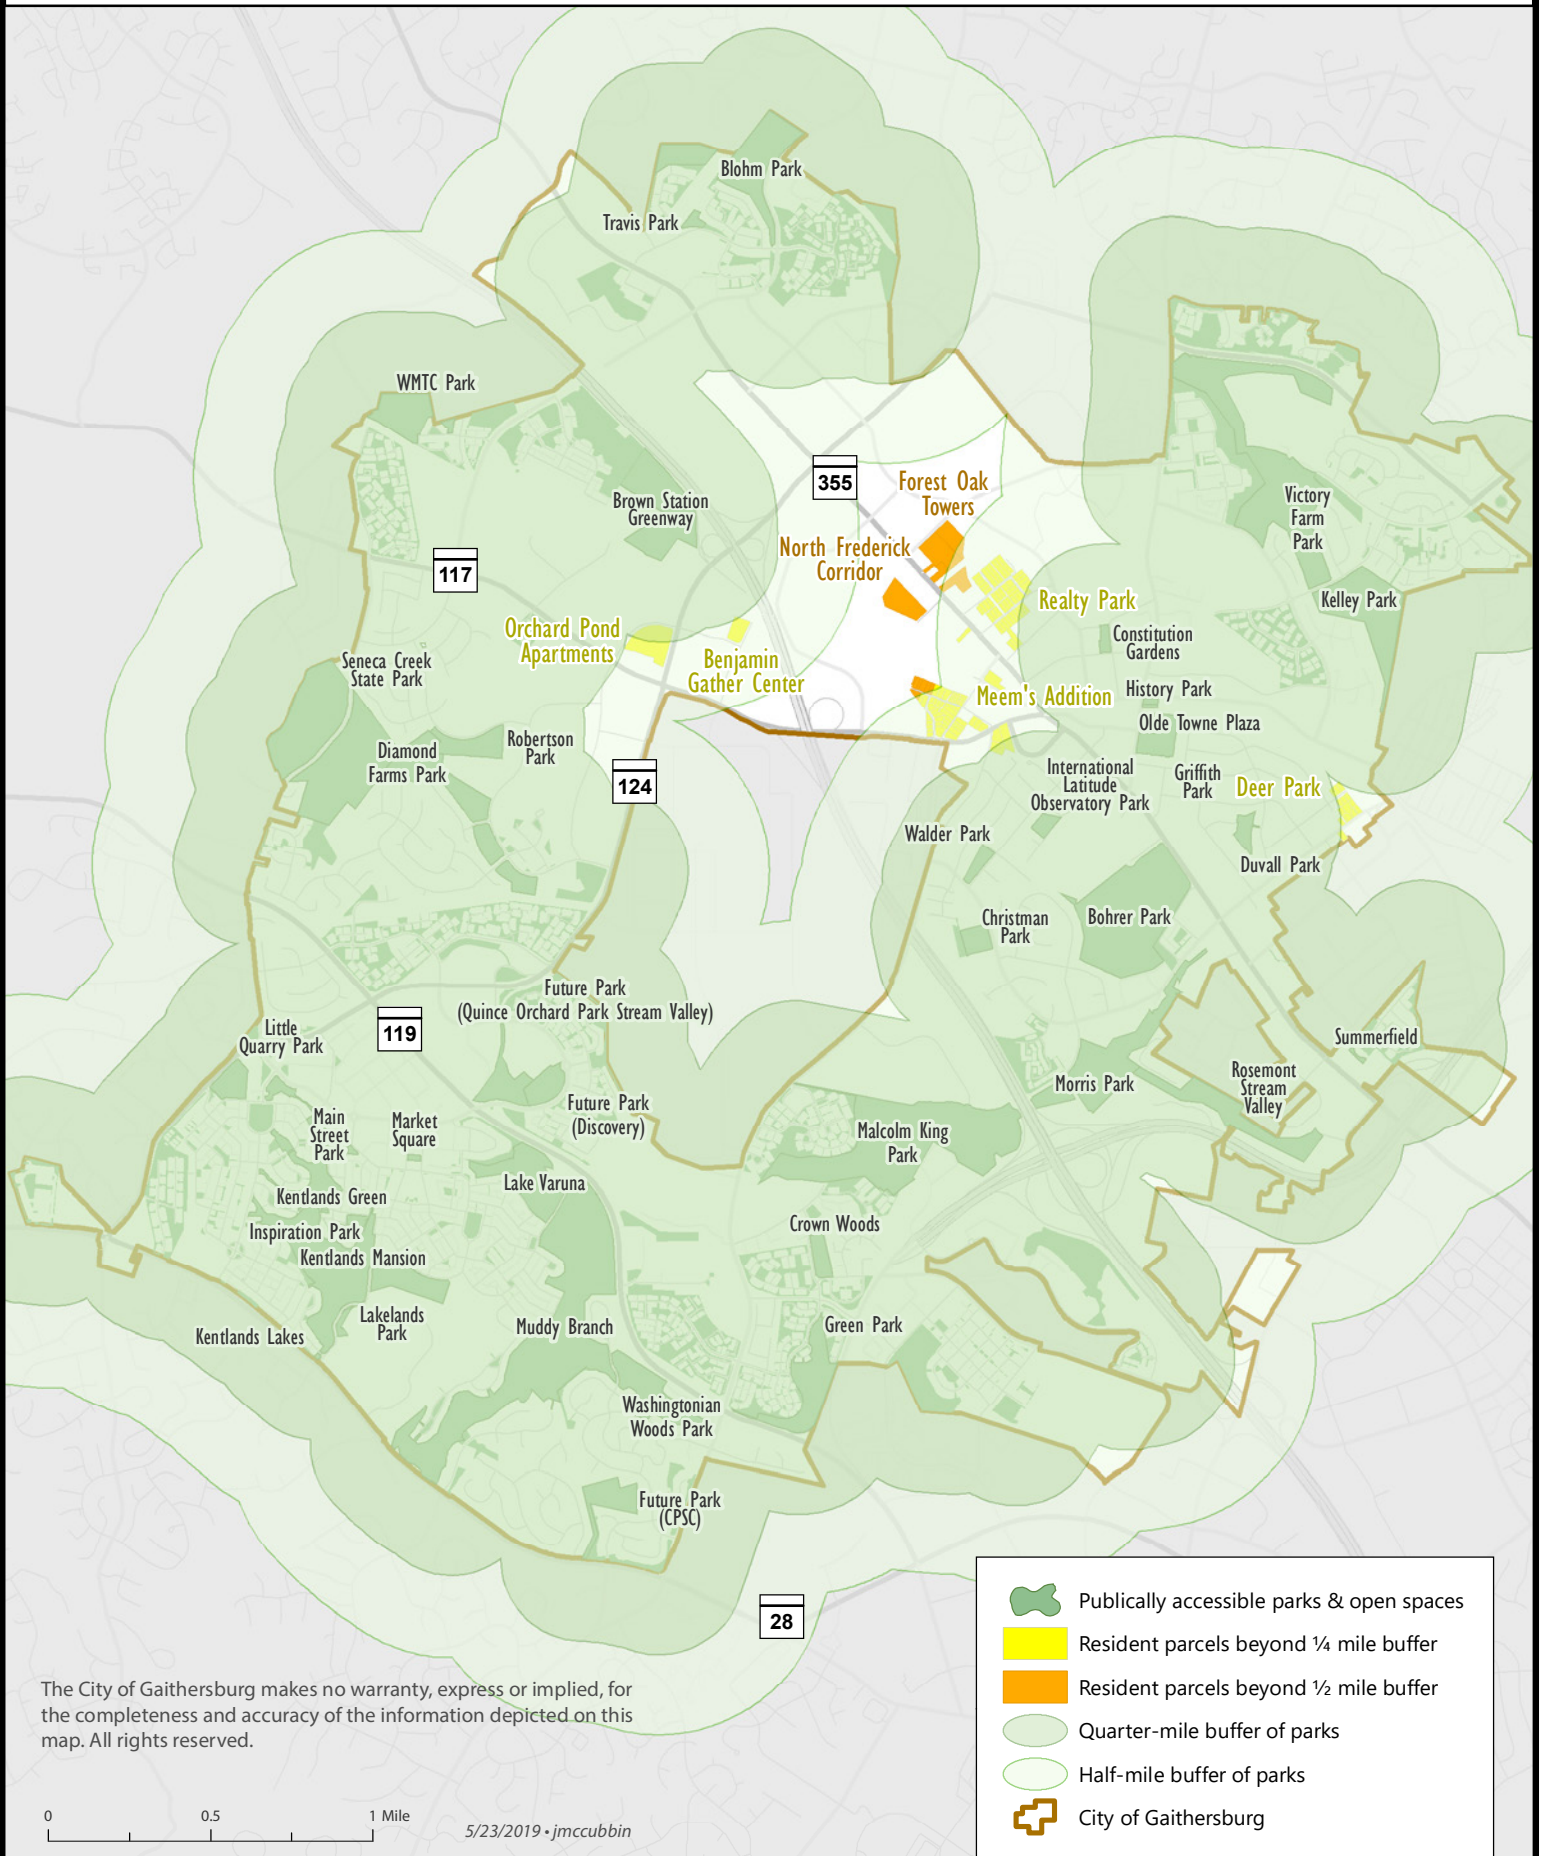 Blohm Park
Travis Park
WMTC Park
355
Forest Oak
Towers
Brown Station
Greenway
Victory
Farm
Park
North Frederick
Corridor
117
Realty Park
Kelley Park
Orchard Pond
Apartments
Constitution
Gardens
Benjamin
Gather Center
Seneca Creek
State Park
Meem's Addition
History Park
Olde Towne Plaza
Diamond
Farms Park
Robertson
Park
124
International
Latitude
Observatory Park
Griffith
Park
Deer Park
Walder Park
Duvall Park
Christman
Park
Bohrer Park
Future Park
(Quince Orchard Park Stream Valley)
119
Little
Quarry Park
Summerfield
Rosemont
Stream
Valley
Morris Park
Future Park
(Discovery)
Main
Street
Park
Market
Square
Malcolm King
Park
Lake Varuna
Kentlands Green
Inspiration Park
Kentlands Mansion
Crown Woods
Lakelands
Park
Kentlands Lakes
Muddy Branch
Green Park
Washingtonian
Woods Park
Future Park
(CPSC)
28
Publically accessible parks & open spaces
Resident parcels beyond ¼ mile buffer
Resident parcels beyond ½ mile buffer
Quarter-mile buffer of parks
Half-mile buffer of parks
City of Gaithersburg
The City of Gaithersburg makes no warranty, express or implied, for
the completeness and accuracy of the information depicted on this
map. All rights reserved.
0 0.5 1 Mile
5/23/2019 • jmccubbin